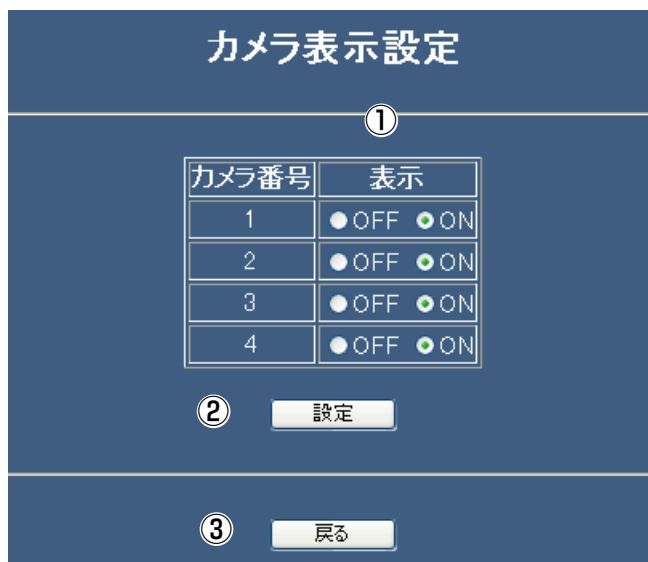 カメラ表示設定
①
カメラ番号 表示
1 OFF ON
2 OFF ON
3 OFF ON
4 OFF ON
② 設定
③ 戻る